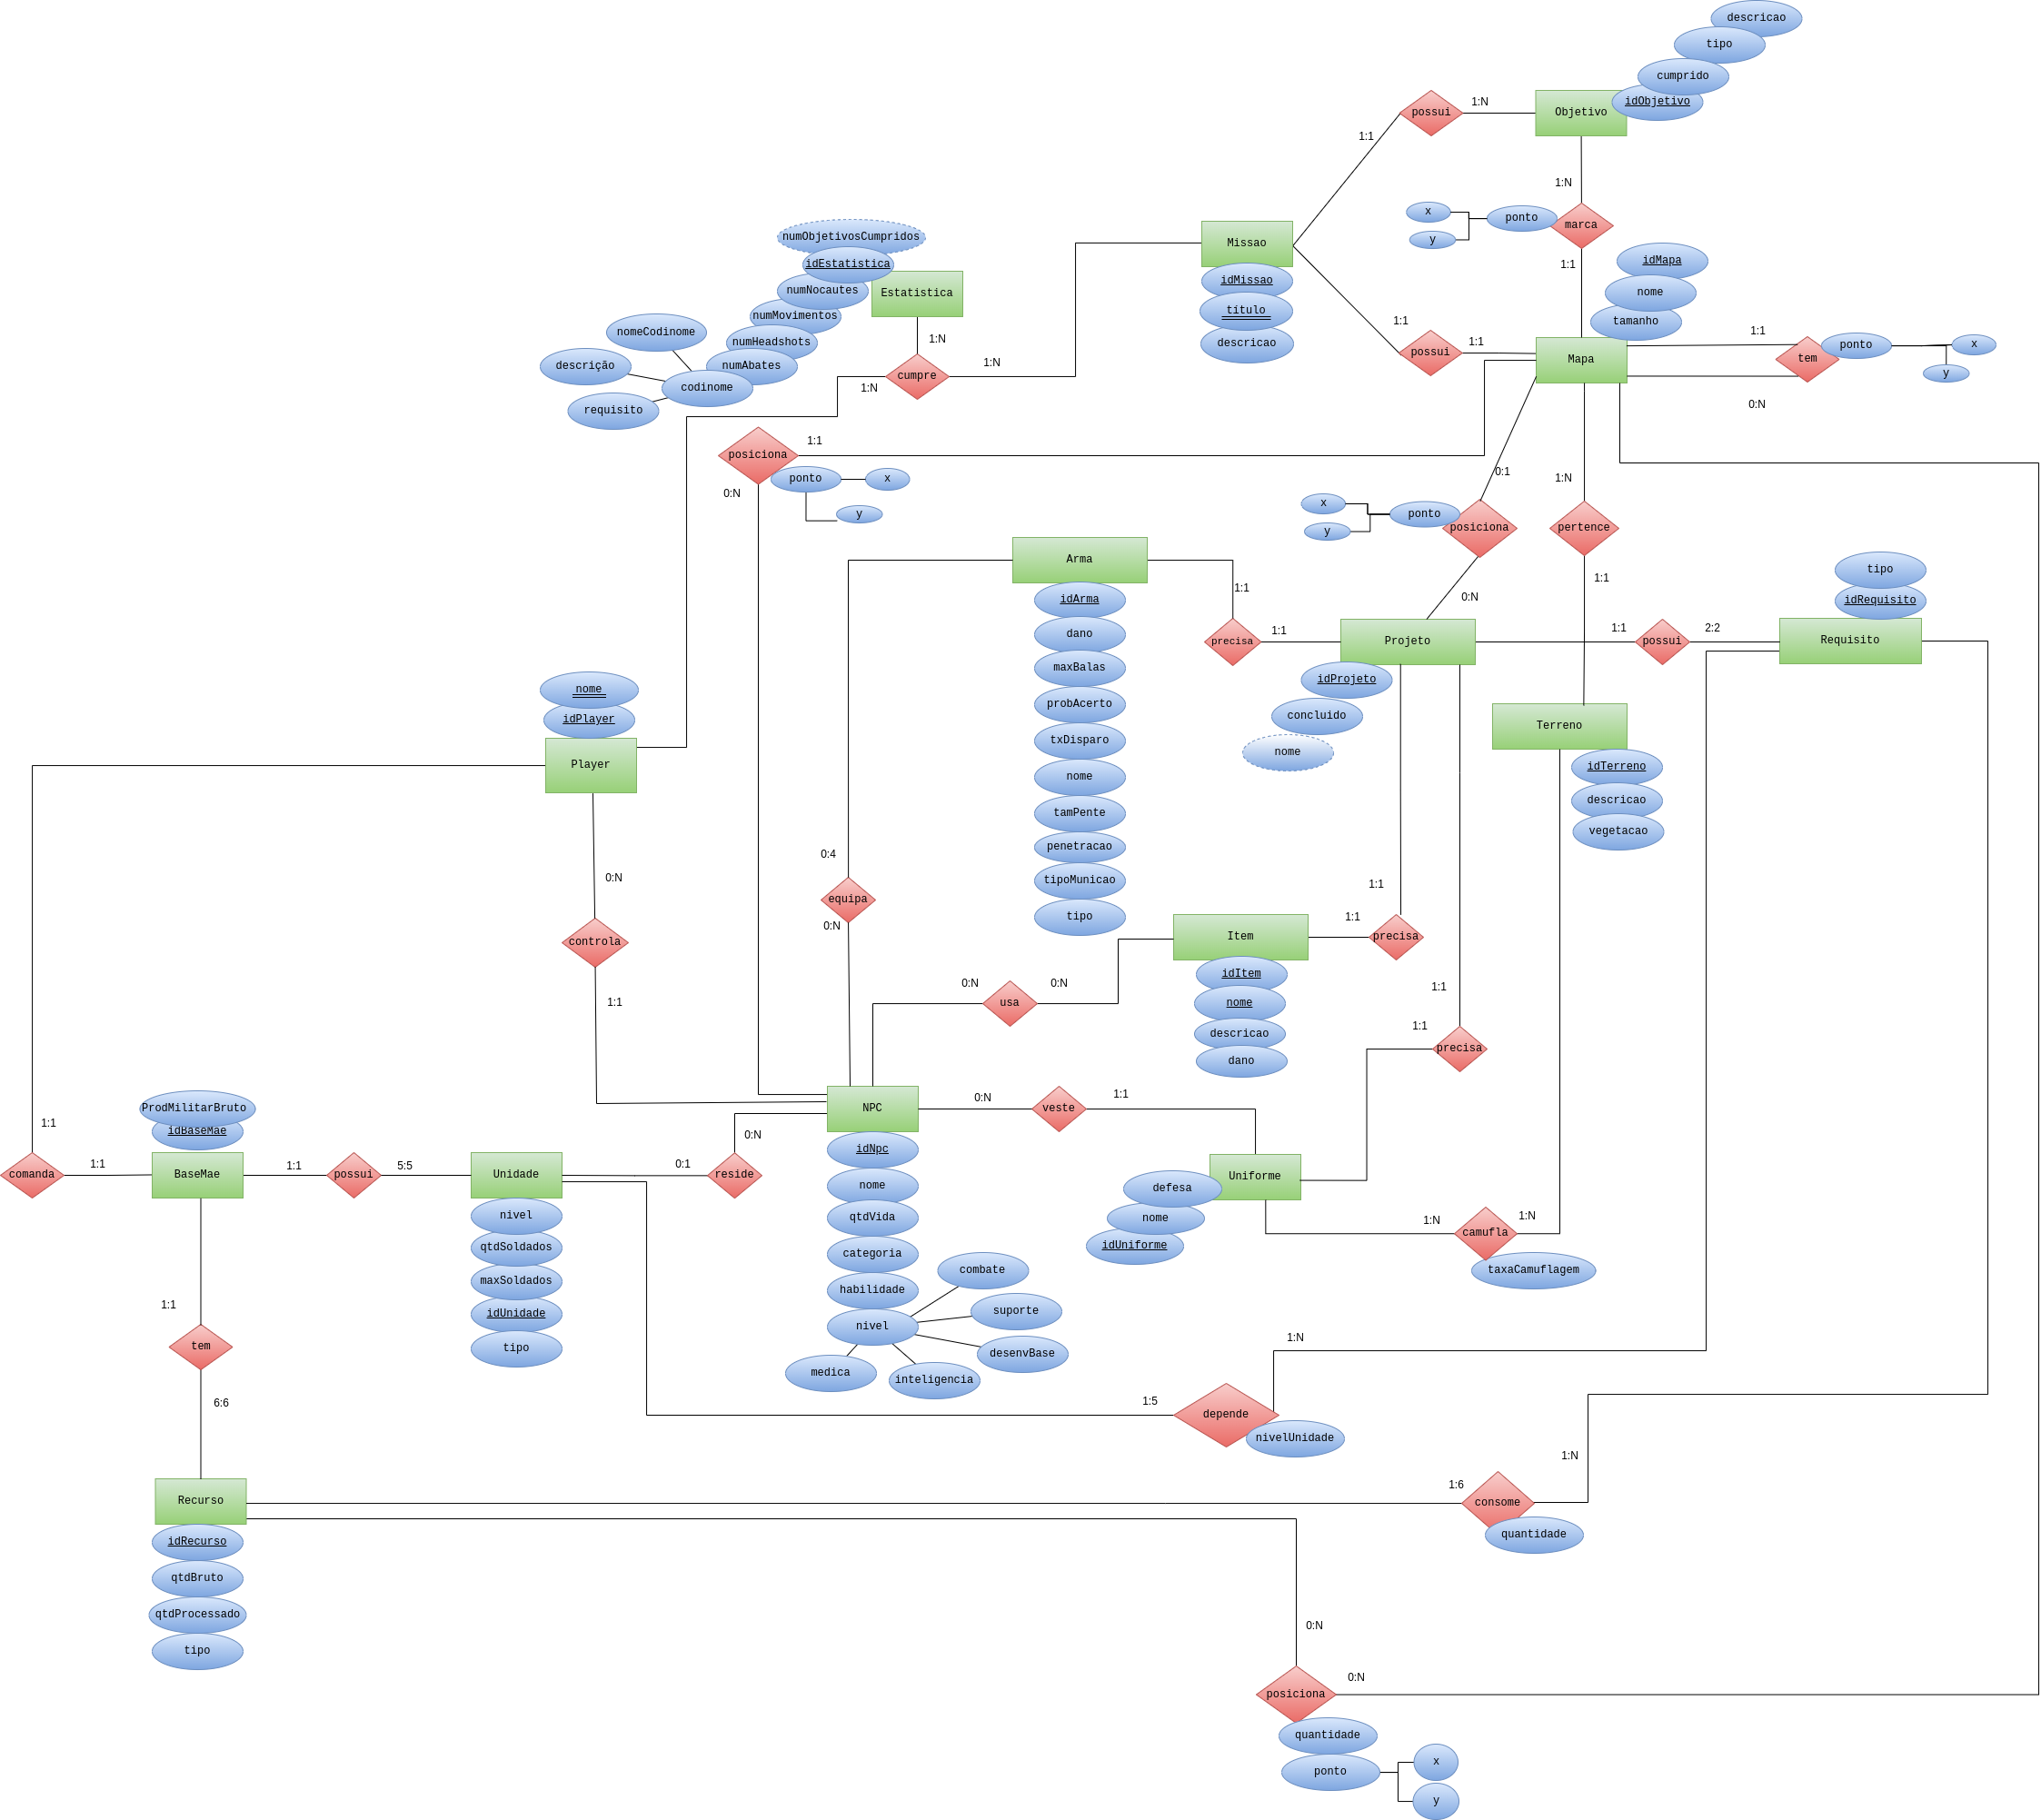 descricao
tipo
cumprido
idObjetivo
Objetivo
possui
1:N
1:1
1:N
marca
ponto
x
y
1:1
Missao
idMissao
título
descricao
idMapa
nome
tamanho
Mapa
1:1
possui
1:1
1:1
tem
ponto
x
y
0:N
numObjetivosCumpridos
idEstatistica
numNocautes
numMovimentos
numHeadshots
numAbates
codinome
nomeCodinome
descrição
requisito
Estatistica
1:N
cumpre
1:N
1:N
posiciona
1:1
ponto
x
y
0:N
0:1
1:N
x
y
ponto
posiciona
pertence
0:N
1:1
Arma
idArma
dano
maxBalas
probAcerto
txDisparo
nome
tamPente
penetracao
tipoMunicao
tipo
1:1
precisa
1:1
Projeto
idProjeto
concluido
nome
1:1
possui
2:2
tipo
idRequisito
Requisito
Terreno
idTerreno
descricao
vegetacao
nome
idPlayer
Player
0:N
controla
1:1
0:4
equipa
0:N
1:1
1:1
precisa
Item
idItem
nome
descricao
dano
0:N
usa
0:N
1:1
1:1
precisa
NPC
idNpc
nome
qtdVida
categoria
habilidade
nivel
combate
suporte
desenvBase
inteligencia
medica
0:N
veste
1:1
Uniforme
defesa
nome
idUniforme
1:N
camufla
1:N
taxaCamuflagem
1:1
comanda
1:1
ProdMilitarBruto
idBaseMae
BaseMae
1:1
possui
5:5
Unidade
nivel
qtdSoldados
maxSoldados
idUnidade
tipo
0:1
reside
0:N
1:1
tem
6:6
1:5
depende
1:N
nivelUnidade
Recurso
idRecurso
qtdBruto
qtdProcessado
tipo
1:6
consome
1:N
quantidade
0:N
posiciona
0:N
quantidade
ponto
x
y